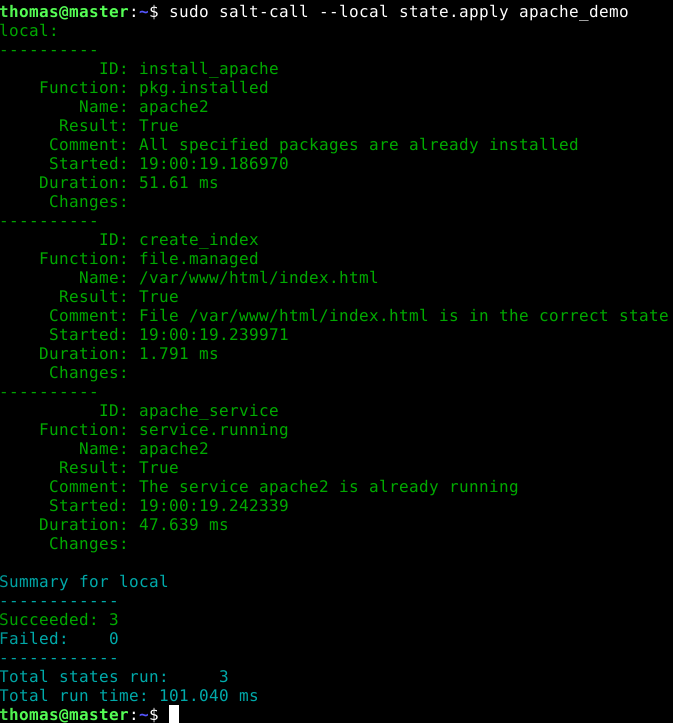 thomas@master:~$ sudo salt-call --local state.apply apache_demo
local:
----------
          ID: install_apache
    Function: pkg.installed
        Name: apache2
      Result: True
     Comment: All specified packages are already installed
     Started: 19:00:19.186970
    Duration: 51.61 ms
     Changes:
----------
          ID: create_index
    Function: file.managed
        Name: /var/www/html/index.html
      Result: True
     Comment: File /var/www/html/index.html is in the correct state
     Started: 19:00:19.239971
    Duration: 1.791 ms
     Changes:
----------
          ID: apache_service
    Function: service.running
        Name: apache2
      Result: True
     Comment: The service apache2 is already running
     Started: 19:00:19.242339
    Duration: 47.639 ms
     Changes:

Summary for local
------------
Succeeded: 3
Failed:    0
------------
Total states run:     3
Total run time: 101.040 ms
thomas@master:~$